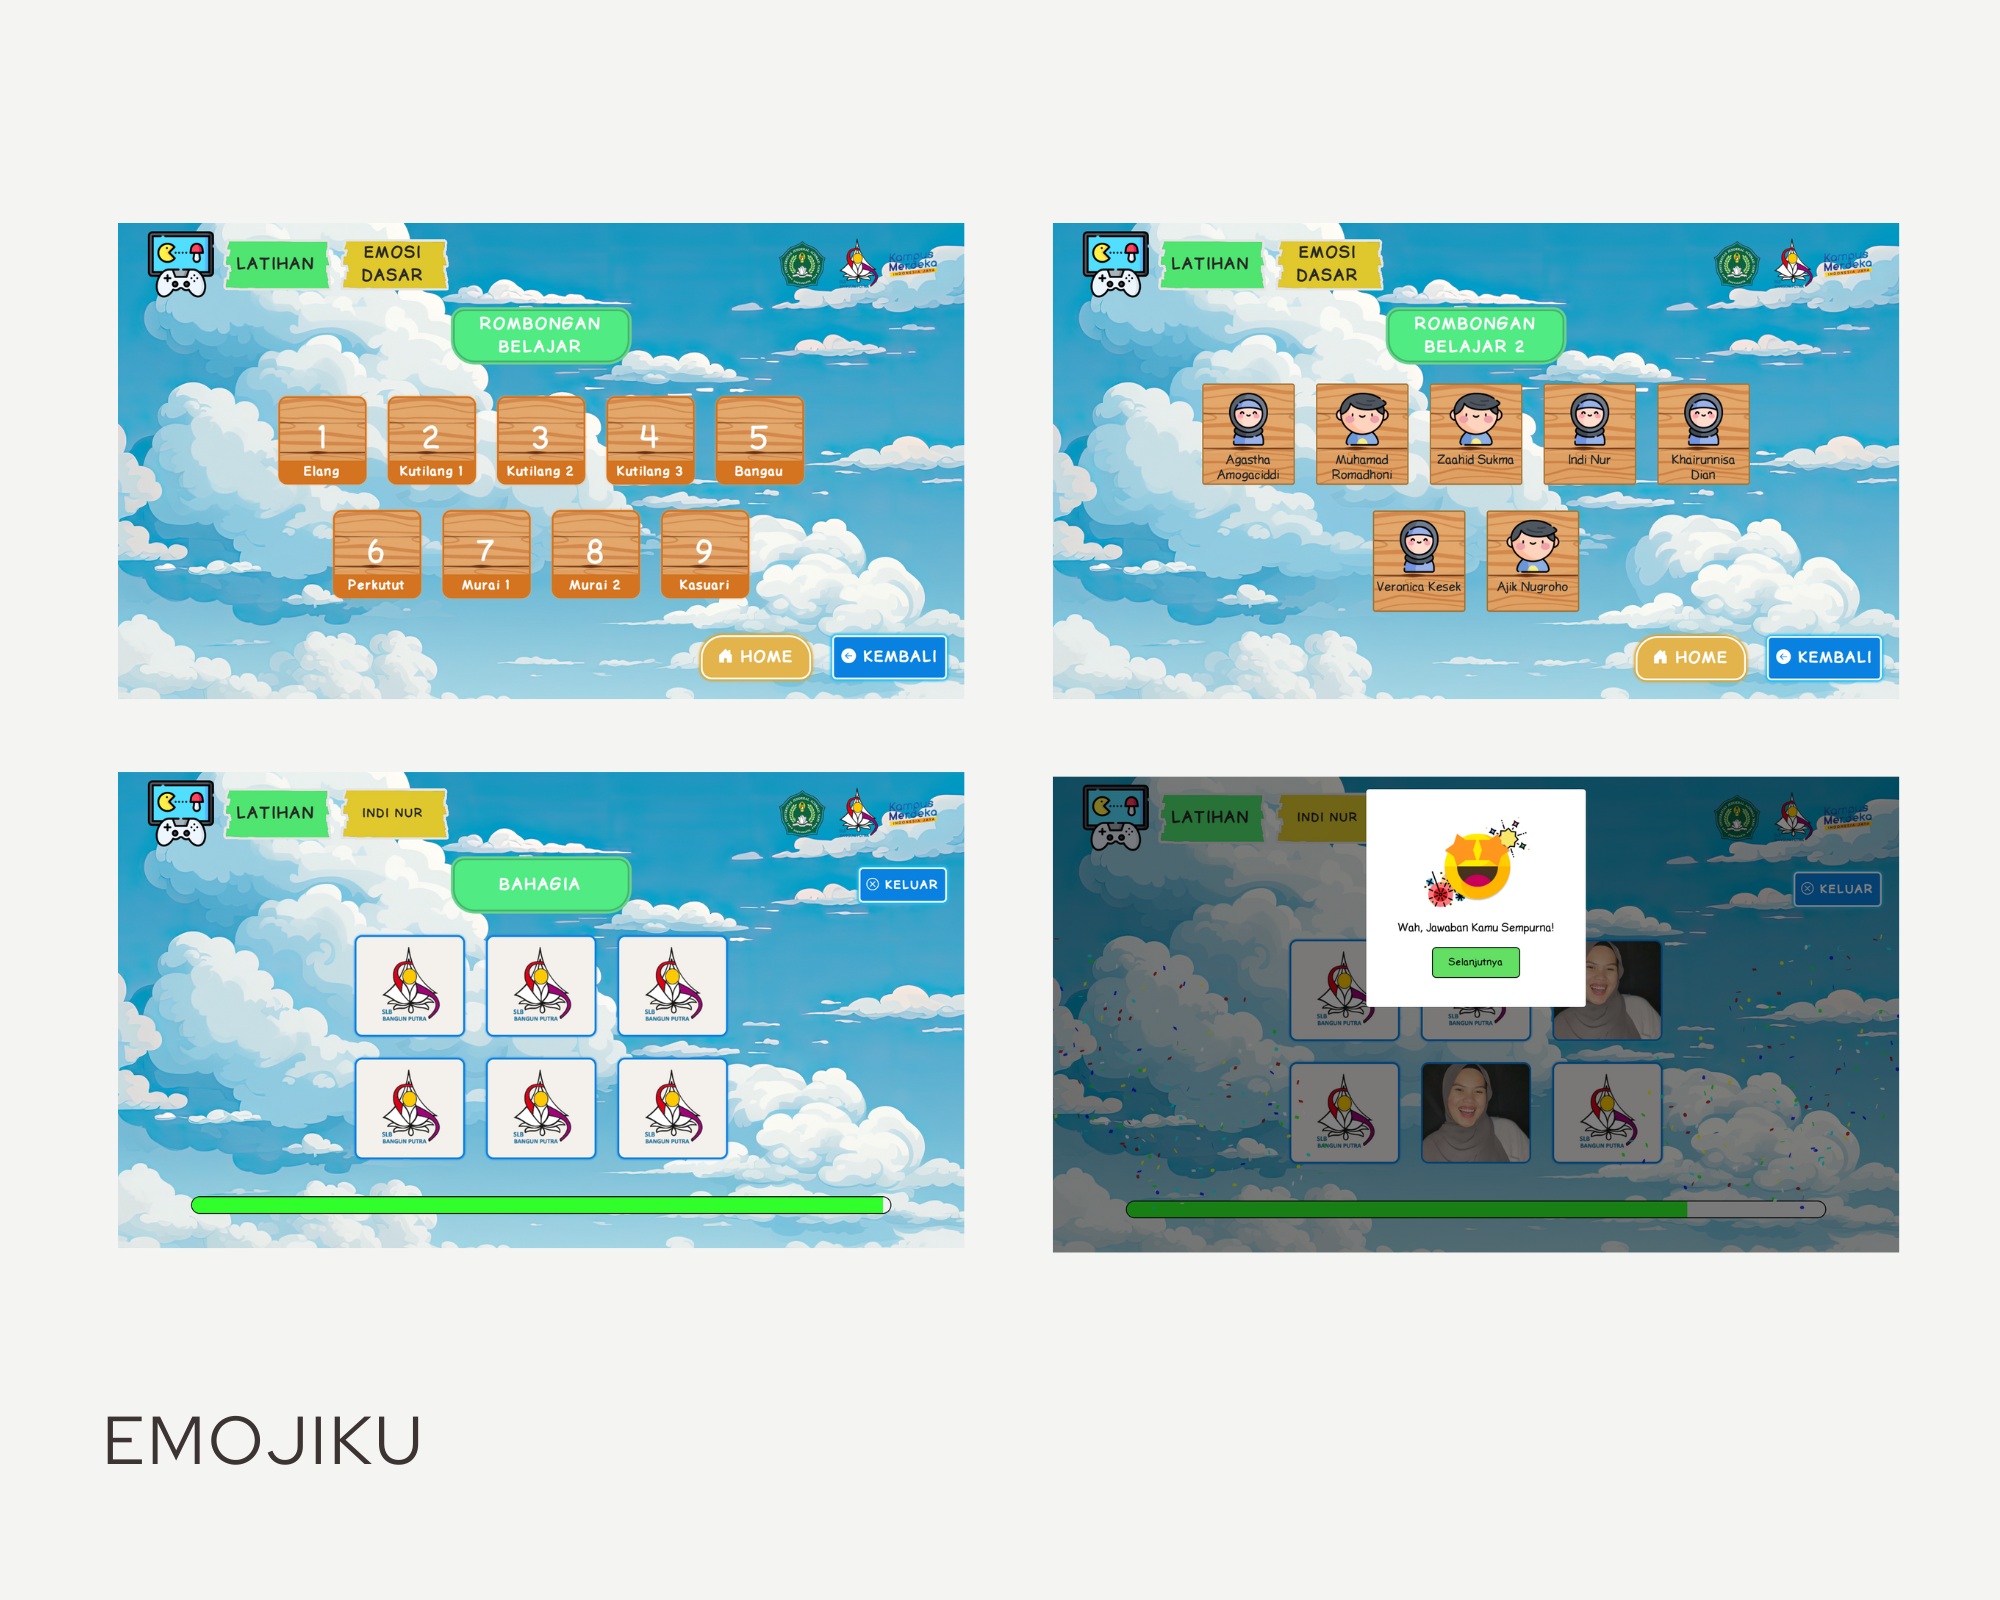 LATIHAN
EMOSI
DASAR
Kampus
Merdeka
INDONESIA JAYA
ROMBONGAN
BELAJAR
1
Elang
2
Kutilang 1
3
Kutilang 2
4
Kutilang 3
5
Bangau
6
Perkutut
7
Murai 1
8
Murai 2
9
Kasuari
HOME
KEMBALI
LATIHAN
EMOSI
DASAR
Kampus
Merdeka
INDONESIA JAYA
ROMBONGAN
BELAJAR 2
Agastha
Amogaciddi
Muhamad
Romadhoni
Zaahid Sukma
Indi Nur
Khairunnisa
Dian
Veronica Kesek
Ajik Nugroho
HOME
KEMBALI
LATIHAN
INDI NUR
Kampus
Merdeka
INDONESIA JAYA
BAHAGIA
KELUAR
SLB
BANGUN PUTRA
SLB
BANGUN PUTRA
SLB
BANGUN PUTRA
SLB
BANGUN PUTRA
SLB
BANGUN PUTRA
SLB
BANGUN PUTRA
LATIHAN
INDI NUR
Kampus
Merdeka
INDONESIA JAYA
KELUAR
Wah, Jawaban Kamu Sempurna!
Selanjutnya
SLB
BANGUN PUTRA
SLB
BANGUN PUTRA
SLB
BANGUN PUTRA
SLB
BANGUN PUTRA
EMOJIKU